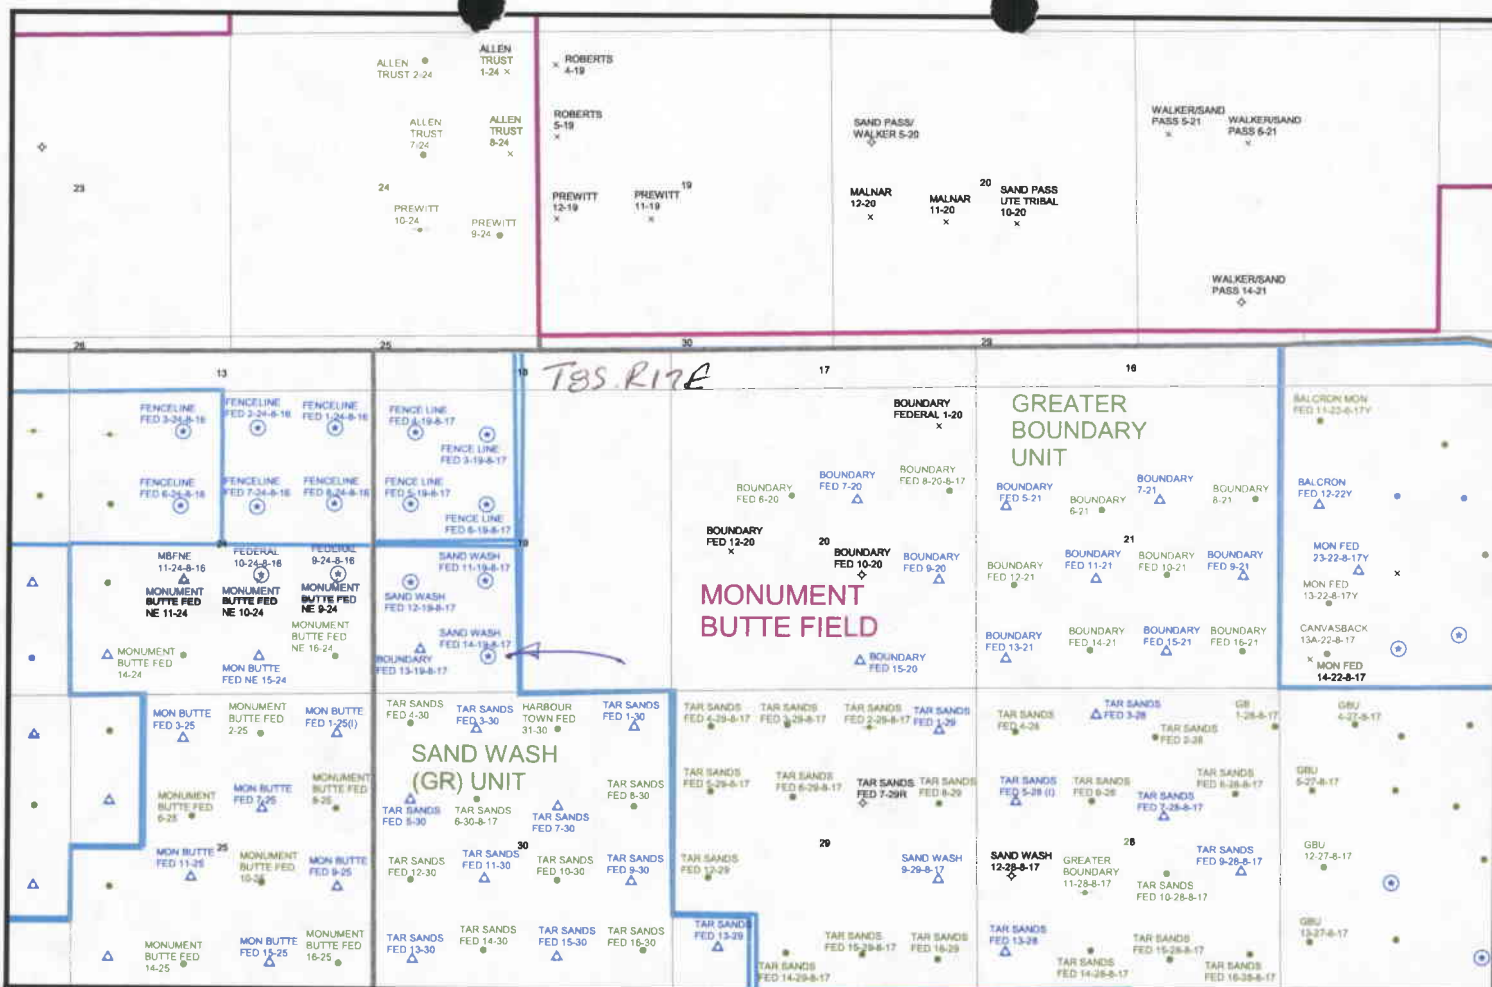 ALLEN
TRUST 2-24
ALLEN
TRUST
1-24
ROBERTS
4-19
ALLEN
TRUST
7-24
ALLEN
TRUST
8-24
ROBERTS
5-19
SAND PASS/
WALKER 5-20
WALKER/SAND
PASS 5-21
WALKER/SAND
PASS 6-21
23
24
PREWITT
10-24
PREWITT
9-24
PREWITT
12-19
PREWITT
11-19
19
MALNAR
12-20
MALNAR
11-20
20
SAND PASS
UTE TRIBAL
10-20
WALKER/SAND
PASS 14-21
26
25
30
29
13
18
T8S. R17E
17
16
FENCELINE
FED 3-24-8-16
FENCELINE
FED 2-24-8-16
FENCELINE
FED 1-24-8-16
FENCE LINE
FED 4-19-8-17
FENCE LINE
FED 3-19-8-17
BOUNDARY
FEDERAL 1-20
GREATER
BOUNDARY
UNIT
BALCRON MON
FED 11-22-8-17Y
FENCELINE
FED 6-24-8-16
FENCELINE
FED 7-24-8-16
FENCELINE
FED 8-24-8-16
FENCE LINE
FED 5-19-8-17
FENCE LINE
FED 6-19-8-17
BOUNDARY
FED 6-20
BOUNDARY
FED 7-20
BOUNDARY
FED 8-20-8-17
BOUNDARY
FED 5-21
BOUNDARY
6-21
BOUNDARY
7-21
BOUNDARY
8-21
BALCRON
FED 12-22Y
MBFNE
11-24-8-16
24
FEDERAL
10-24-8-16
FEDERAL
9-24-8-16
MONUMENT
BUTTE FED
NE 11-24
MONUMENT
BUTTE FED
NE 10-24
MONUMENT
BUTTE FED
NE 9-24
SAND WASH
FED 11-19-8-17
19
SAND WASH
FED 12-19-8-17
BOUNDARY
FED 12-20
20
BOUNDARY
FED 10-20
BOUNDARY
FED 9-20
BOUNDARY
FED 12-21
BOUNDARY
FED 11-21
21
BOUNDARY
FED 10-21
BOUNDARY
FED 9-21
MON FED
23-22-8-17Y
MON FED
13-22-8-17Y
MONUMENT
BUTTE FIELD
MONUMENT
BUTTE FED
14-24
MON BUTTE
FED NE 15-24
MONUMENT
BUTTE FED
NE 16-24
SAND WASH
FED 14-19-8-17
BOUNDARY
FED 13-19-8-17
BOUNDARY
FED 15-20
BOUNDARY
FED 13-21
BOUNDARY
FED 14-21
BOUNDARY
FED 15-21
BOUNDARY
FED 16-21
CANVASBACK
13A-22-8-17
MON FED
14-22-8-17
MON BUTTE
FED 3-25
MONUMENT
BUTTE FED
2-25
MON BUTTE
FED 1-25(I)
TAR SANDS
FED 4-30
TAR SANDS
FED 3-30
HARBOUR
TOWN FED
31-30
TAR SANDS
FED 1-30
TAR SANDS
FED 4-29-8-17
TAR SANDS
FED 3-29-8-17
TAR SANDS
FED 2-29-8-17
TAR SANDS
FED 1-29
TAR SANDS
FED 4-28
TAR SANDS
FED 3-28
TAR SANDS
FED 2-28
GB
1-28-8-17
GBU
4-27-8-17
SAND WASH
(GR) UNIT
MONUMENT
BUTTE FED
6-25
MON BUTTE
FED 7-25
MONUMENT
BUTTE FED
8-25
TAR SANDS
FED 5-30
TAR SANDS
6-30-8-17
TAR SANDS
FED 7-30
TAR SANDS
FED 8-30
TAR SANDS
FED 5-29-8-17
TAR SANDS
FED 6-29-8-17
TAR SANDS
FED 7-29R
TAR SANDS
FED 8-29
TAR SANDS
FED 5-28 (I)
TAR SANDS
FED 6-28
TAR SANDS
FED 7-28-8-17
TAR SANDS
FED 8-28-8-17
GBU
5-27-8-17
MON BUTTE
FED 11-25
25
MONUMENT
BUTTE FED
10-25
MON BUTTE
FED 9-25
TAR SANDS
FED 12-30
TAR SANDS
FED 11-30
30
TAR SANDS
FED 10-30
TAR SANDS
FED 9-30
TAR SANDS
FED 12-29
29
SAND WASH
9-29-8-17
SAND WASH
12-28-8-17
GREATER
BOUNDARY
11-28-8-17
28
TAR SANDS
FED 10-28-8-17
TAR SANDS
FED 9-28-8-17
GBU
12-27-8-17
MONUMENT
BUTTE FED
14-25
MON BUTTE
FED 15-25
MONUMENT
BUTTE FED
16-25
TAR SANDS
FED 13-30
TAR SANDS
FED 14-30
TAR SANDS
FED 15-30
TAR SANDS
FED 16-30
TAR SANDS
FED 13-29
TAR SANDS
FED 14-29-8-17
TAR SANDS
FED 15-29-8-17
TAR SANDS
FED 16-29
TAR SANDS
FED 13-28
TAR SANDS
FED 14-28-8-17
TAR SANDS
FED 15-28-8-17
TAR SANDS
FED 16-28-8-17
GBU
13-27-8-17